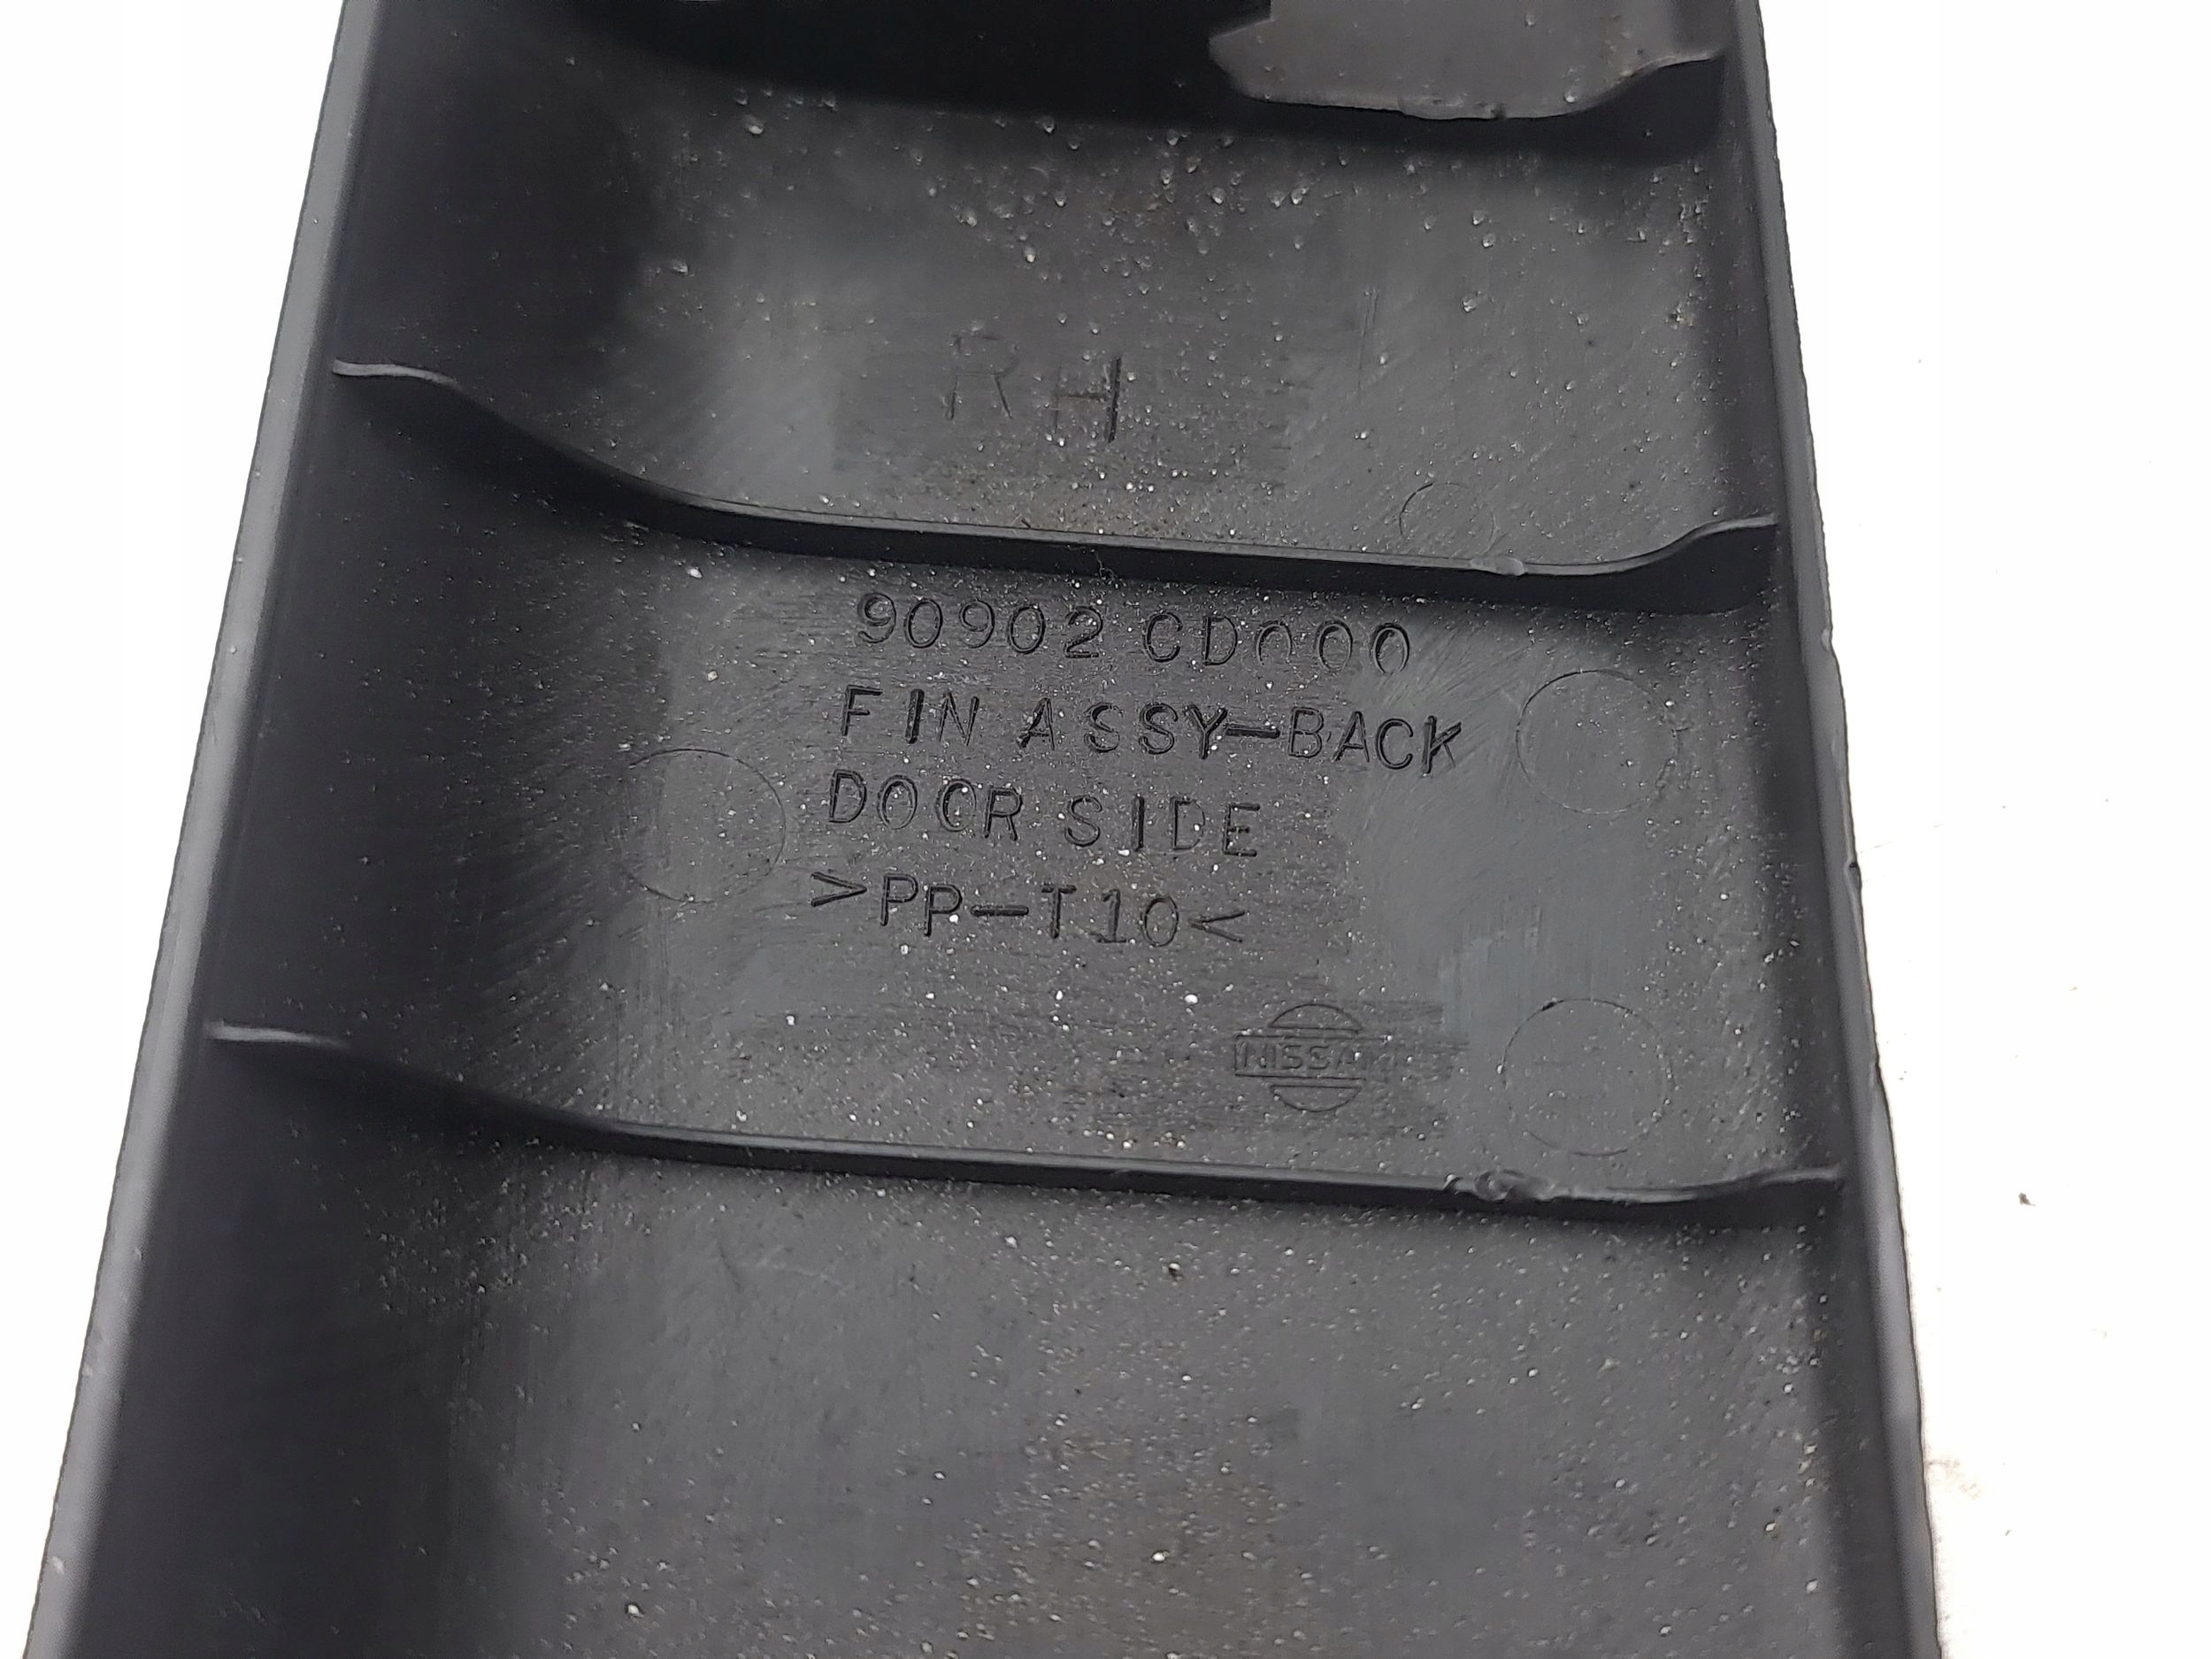 RH
90902 CD000
FIN ASSY-BACK
DOOR SIDE
>PP-T10<
NISSAN